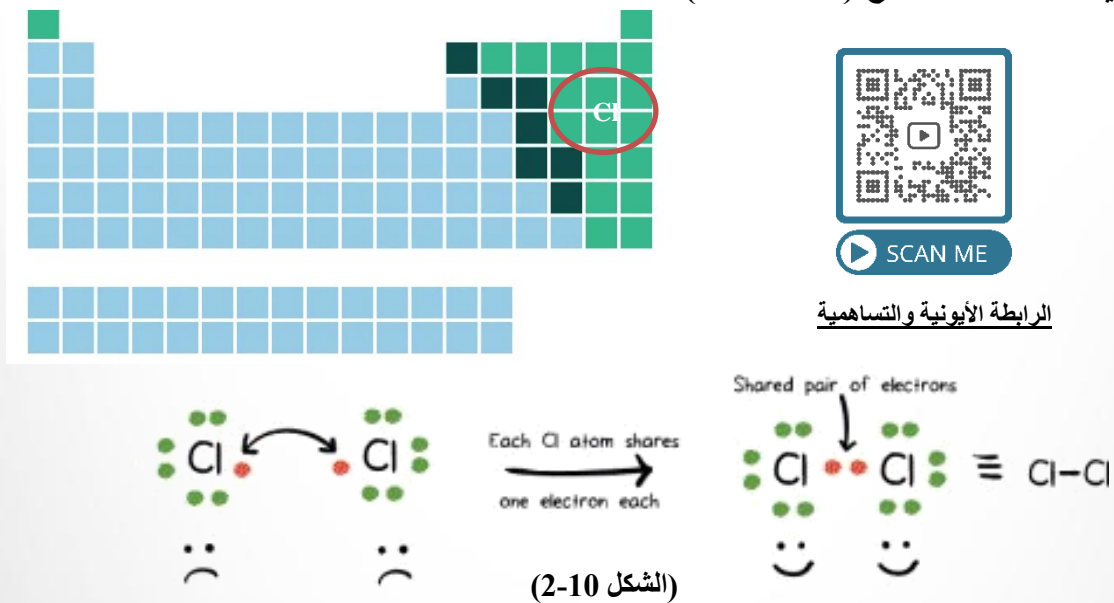 Cl
SCAN ME
الرابطة الأيونية والتساهمية
Shared pair of electrons
Cl Cl
Each Cl atom shares
one electron each
Cl Cl ≡ Cl–Cl
(الشكل 10-2)